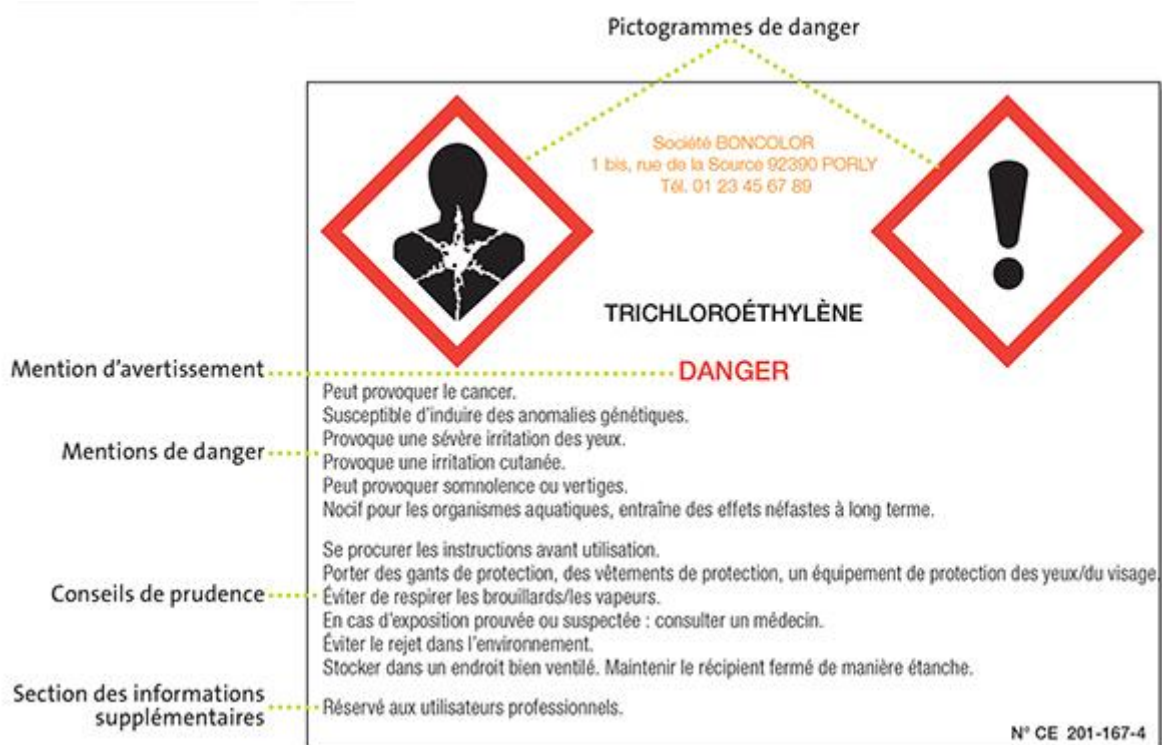 Pictogrammes de danger
Société BONCOLOR
1 bis, rue de la Source 92390 PORLY
Tél. 01 23 45 67 89
TRICHLOROÉTHYLÈNE
Mention d'avertissement
DANGER
Mentions de danger
Peut provoquer le cancer.
Susceptible d'induire des anomalies génétiques.
Provoque une sévère irritation des yeux.
Provoque une irritation cutanée.
Peut provoquer somnolence ou vertiges.
Nocif pour les organismes aquatiques, entraîne des effets néfastes à long terme.
Conseils de prudence
Se procurer les instructions avant utilisation.
Porter des gants de protection, des vêtements de protection, un équipement de protection des yeux/du visage.
Éviter de respirer les brouillards/les vapeurs.
En cas d'exposition prouvée ou suspectée : consulter un médecin.
Éviter le rejet dans l'environnement.
Stocker dans un endroit bien ventilé. Maintenir le récipient fermé de manière étanche.
Section des informations
supplémentaires
Réservé aux utilisateurs professionnels.
N° CE 201-167-4